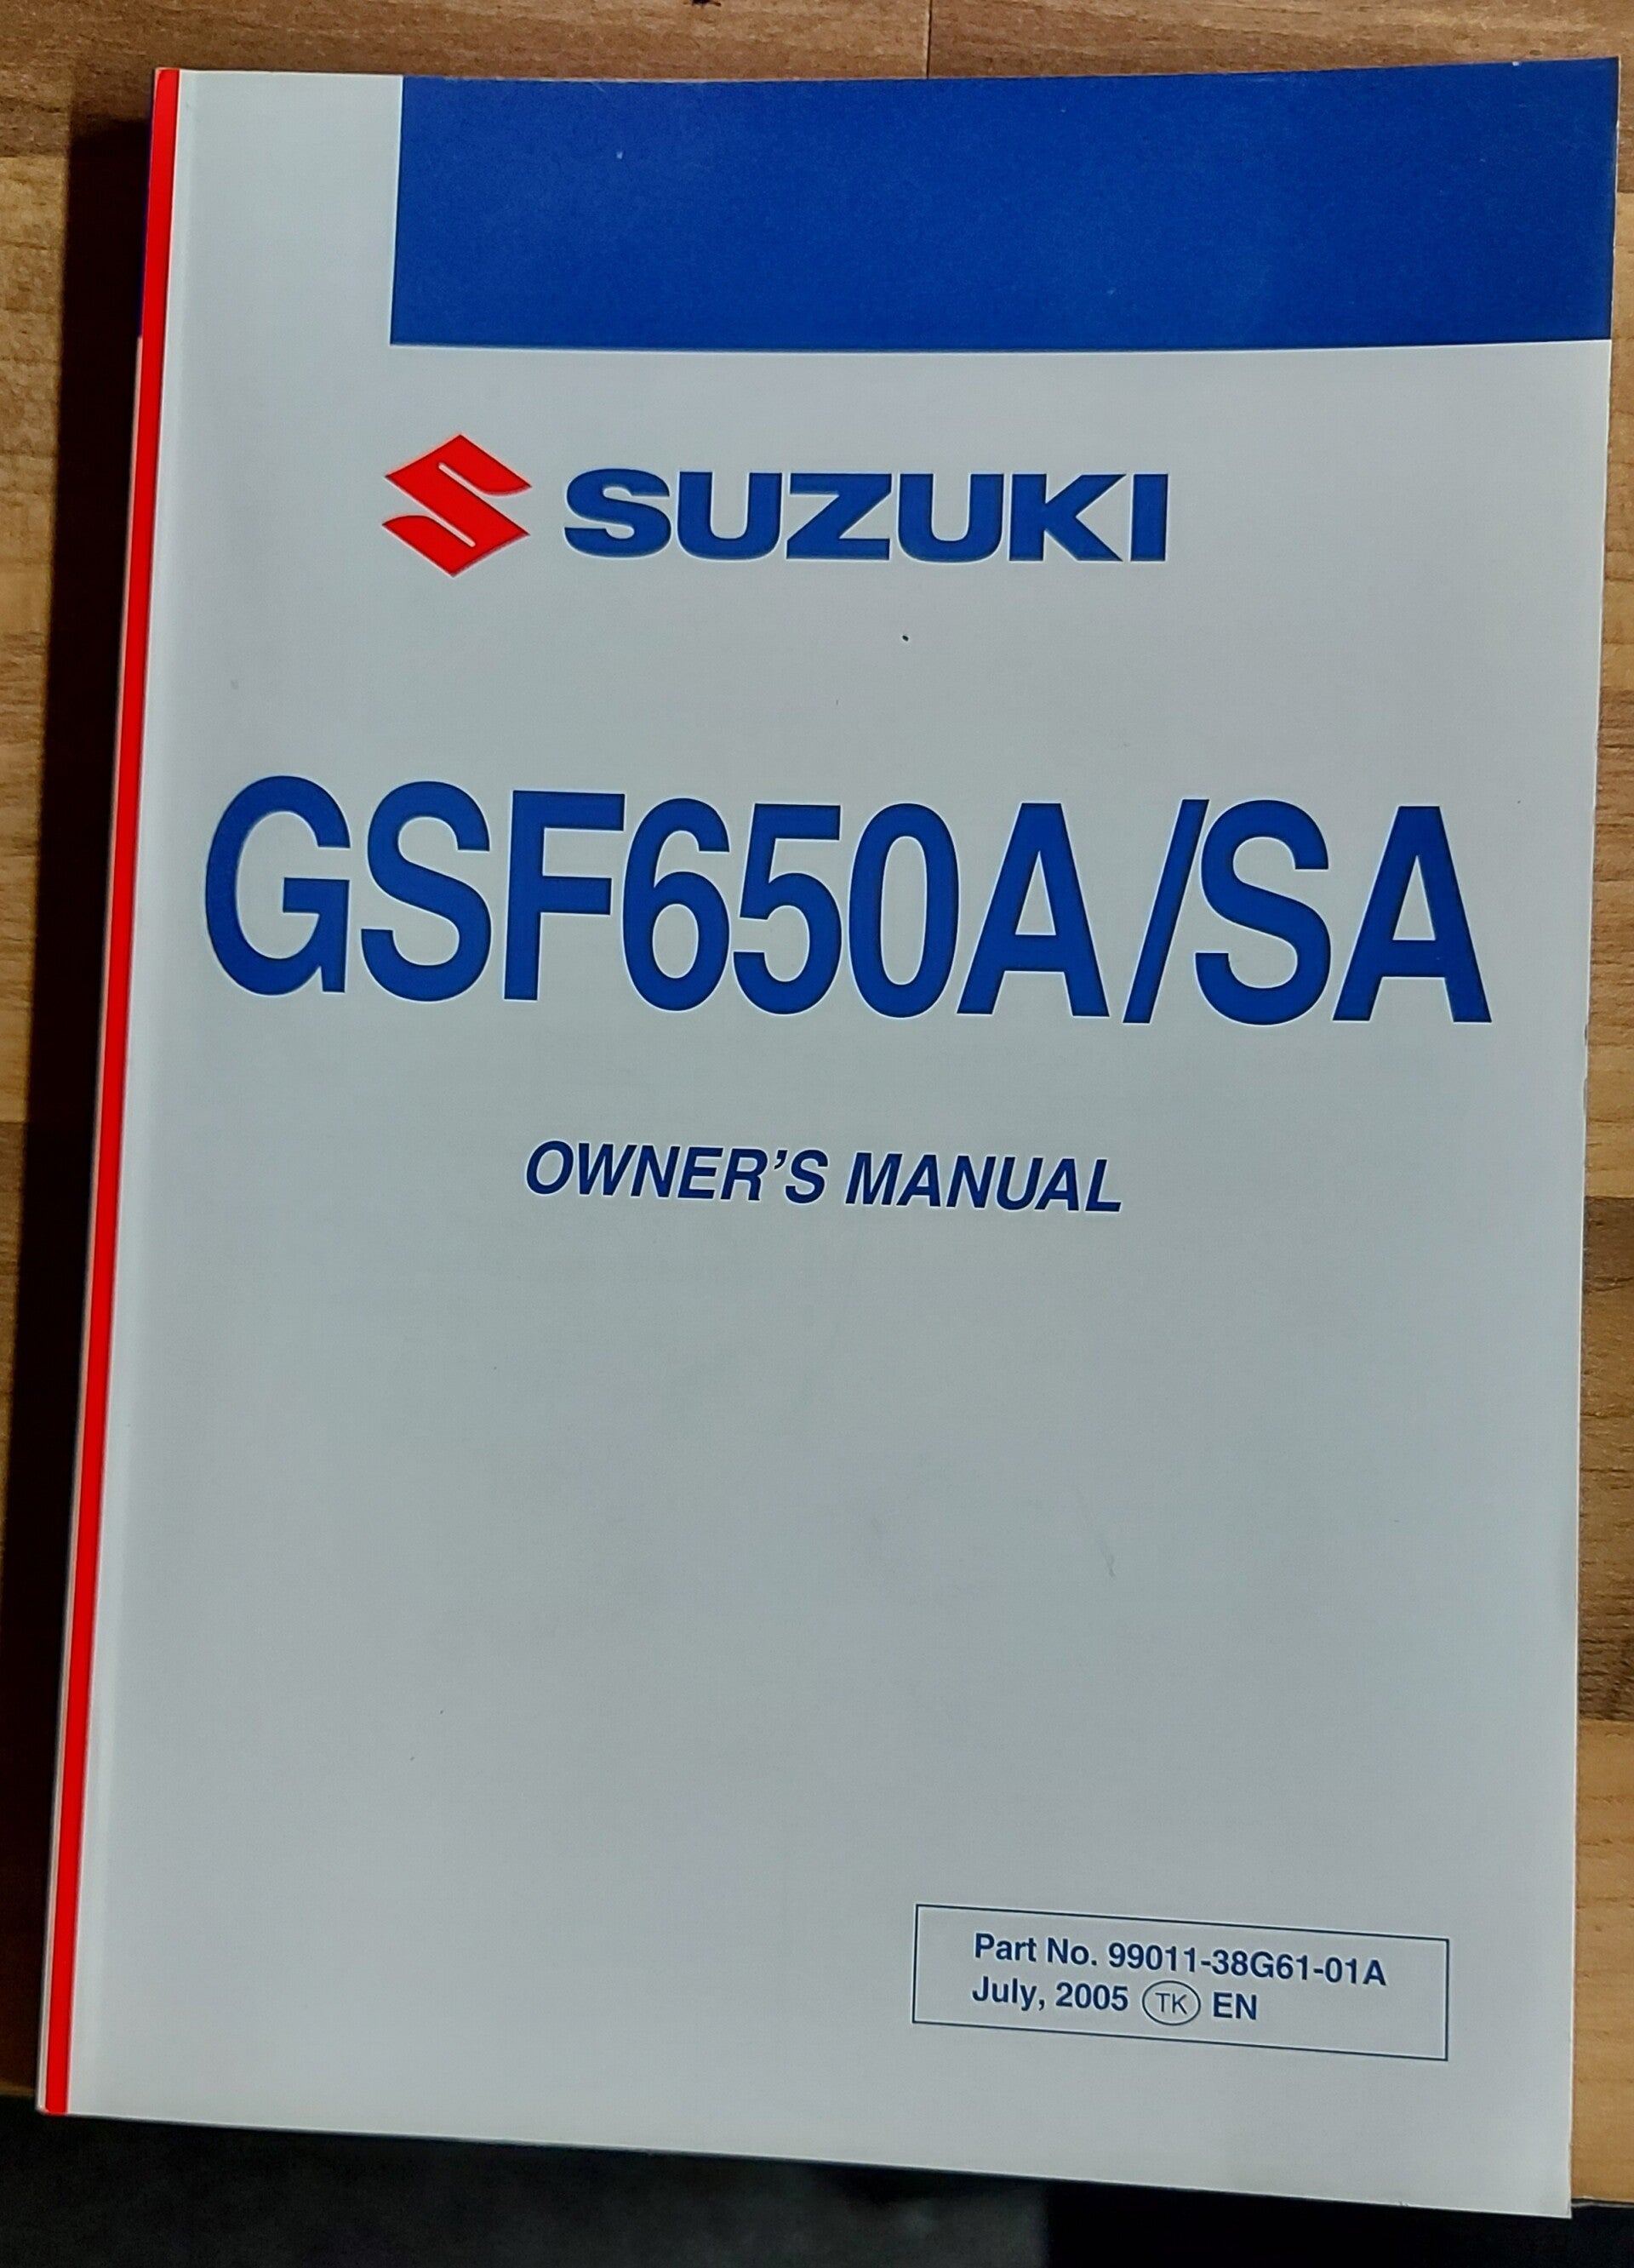 SUZUKI
GSF650A/SA
OWNER'S MANUAL
Part No. 99011-38G61-01A
July, 2005 TK EN